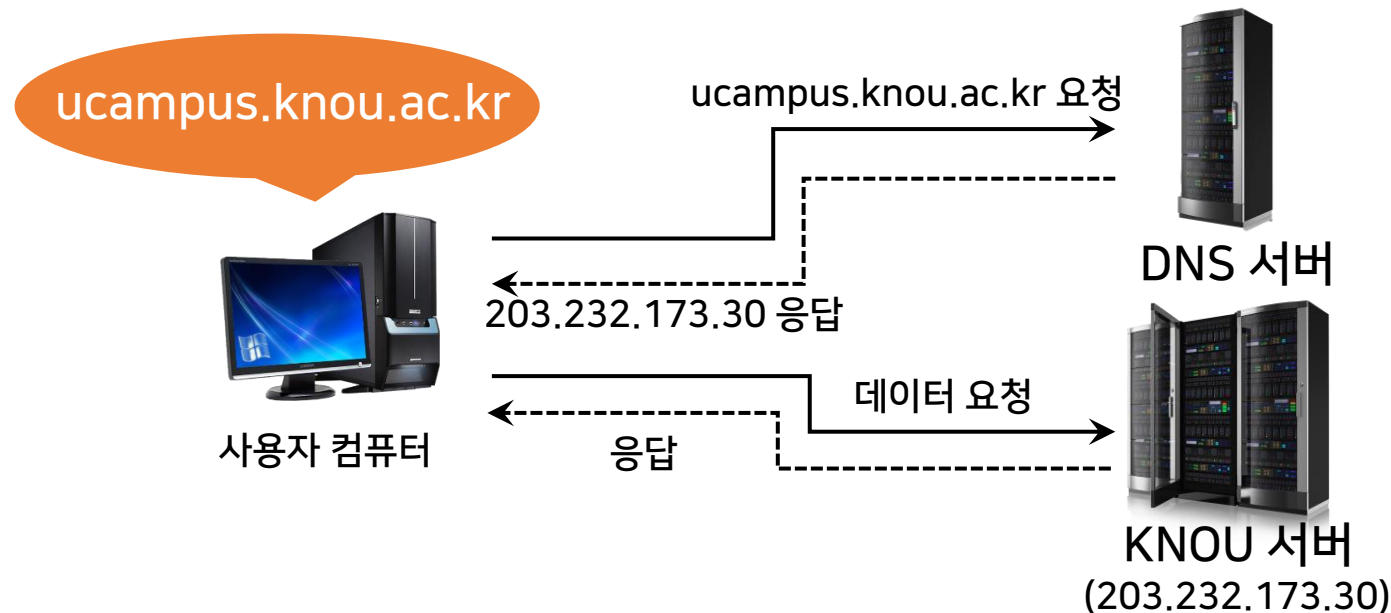 ucampus.knou.ac.kr
ucampus.knou.ac.kr 요청
DNS 서버
203.232.173.30 응답
데이터 요청
사용자 컴퓨터
응답
KNOU 서버
(203.232.173.30)